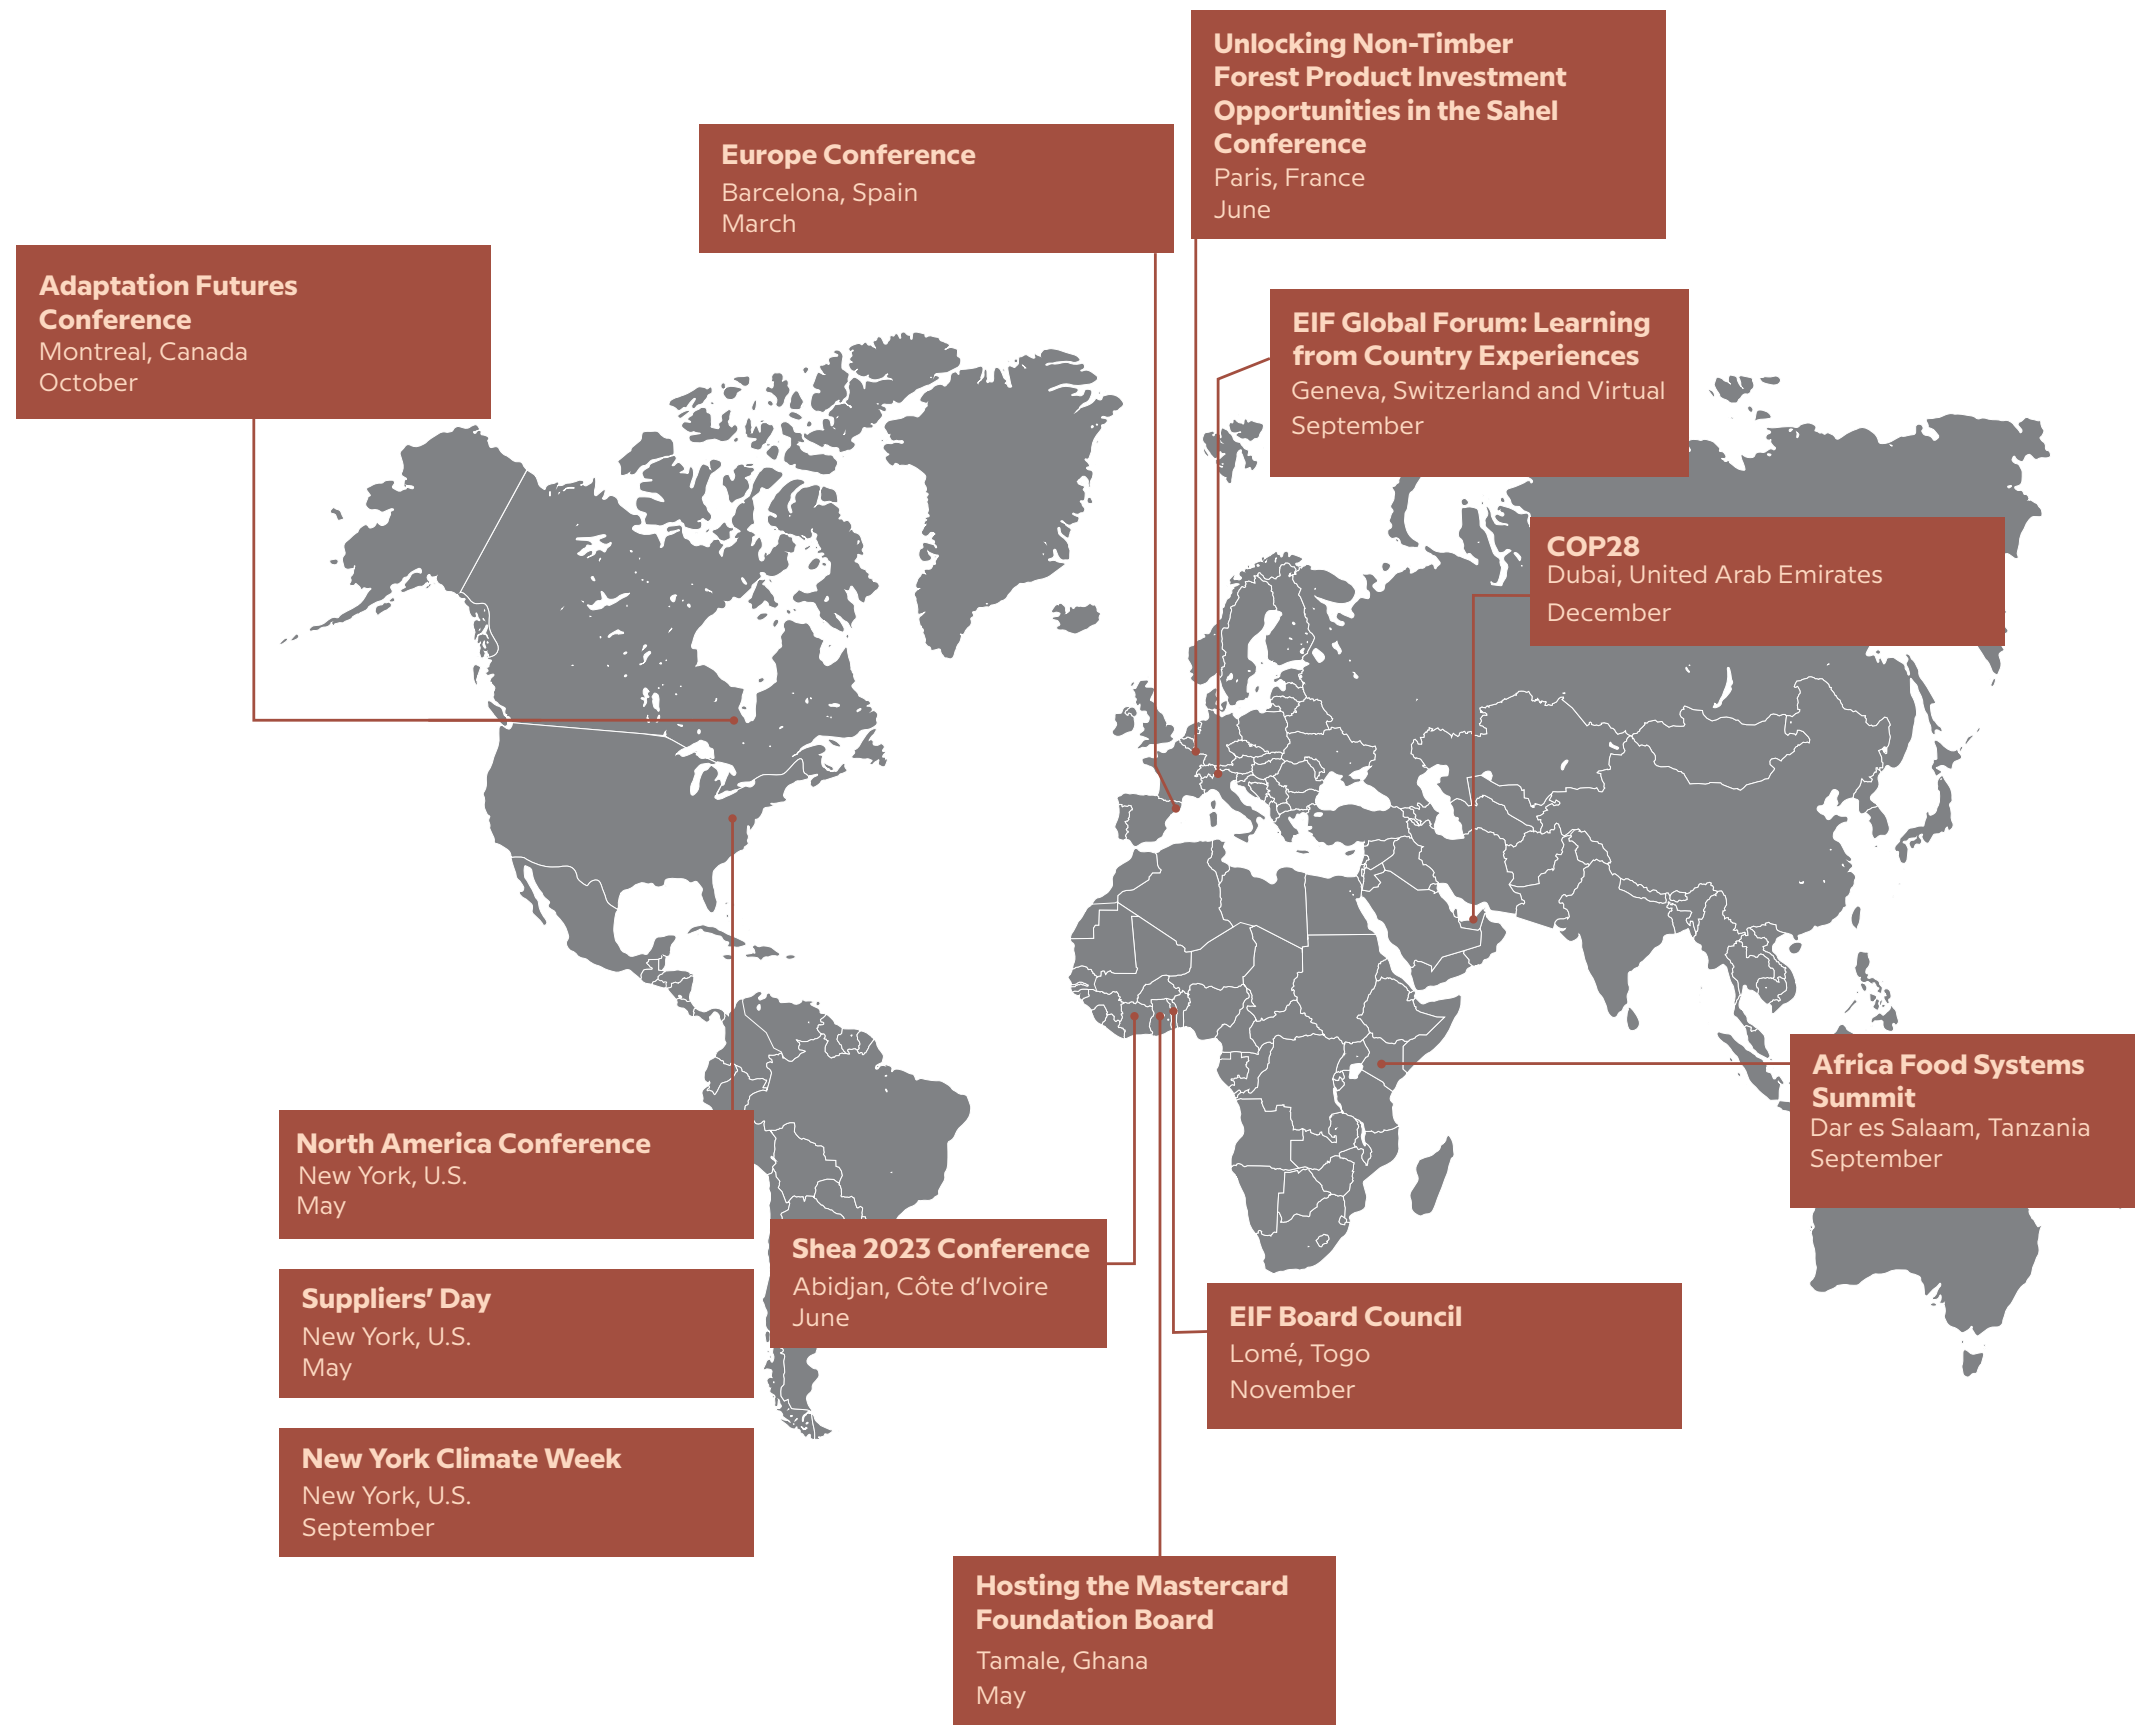 Unlocking Non-Timber
Forest Product Investment
Opportunities in the Sahel
Conference
Paris, France
June
Europe Conference
Barcelona, Spain
March
Adaptation Futures
Conference
Montreal, Canada
October
EIF Global Forum: Learning
from Country Experiences
Geneva, Switzerland and Virtual
September
COP28
Dubai, United Arab Emirates
December
Africa Food Systems
Summit
Dar es Salaam, Tanzania
September
North America Conference
New York, U.S.
May
Shea 2023 Conference
Abidjan, Côte d’Ivoire
June
Suppliers’ Day
New York, U.S.
May
EIF Board Council
Lomé, Togo
November
New York Climate Week
New York, U.S.
September
Hosting the Mastercard
Foundation Board
Tamale, Ghana
May